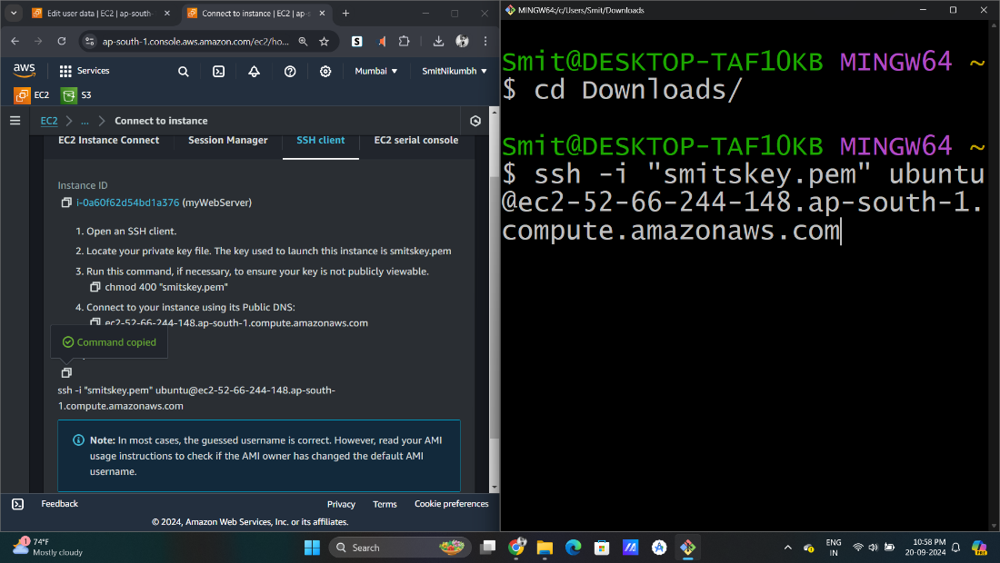 Edit user data | EC2 | ap-south-
Connect to instance | EC2 | ap-s
ap-south-1.console.aws.amazon.com/ec2/ho...
aws
Services
Mumbai
SmitNikumbh
EC2
S3
EC2 > ... > Connect to instance
EC2 Instance Connect
Session Manager
SSH client
EC2 serial console
Instance ID
i-0a60f62d54bd1a376 (myWebServer)
1. Open an SSH client.
2. Locate your private key file. The key used to launch this instance is smitskey.pem
3. Run this command, if necessary, to ensure your key is not publicly viewable.
chmod 400 "smitskey.pem"
4. Connect to your instance using its Public DNS:
ec2-52-66-244-148.ap-south-1.compute.amazonaws.com
Command copied
ssh -i "smitskey.pem" ubuntu@ec2-52-66-244-148.ap-south-
1.compute.amazonaws.com
Note: In most cases, the guessed username is correct. However, read your AMI
usage instructions to check if the AMI owner has changed the default AMI
username.
Feedback
Privacy
Terms
Cookie preferences
© 2024, Amazon Web Services, Inc. or its affiliates.
MINGW64:/c/Users/Smit/Downloads
Smit@DESKTOP-TAF10KB MINGW64 ~
$ cd Downloads/
Smit@DESKTOP-TAF10KB MINGW64 ~
$ ssh -i "smitskey.pem" ubuntu
@ec2-52-66-244-148.ap-south-1.
compute.amazonaws.com
1
74°F
Mostly cloudy
Search
ENG
IN
10:58 PM
20-09-2024